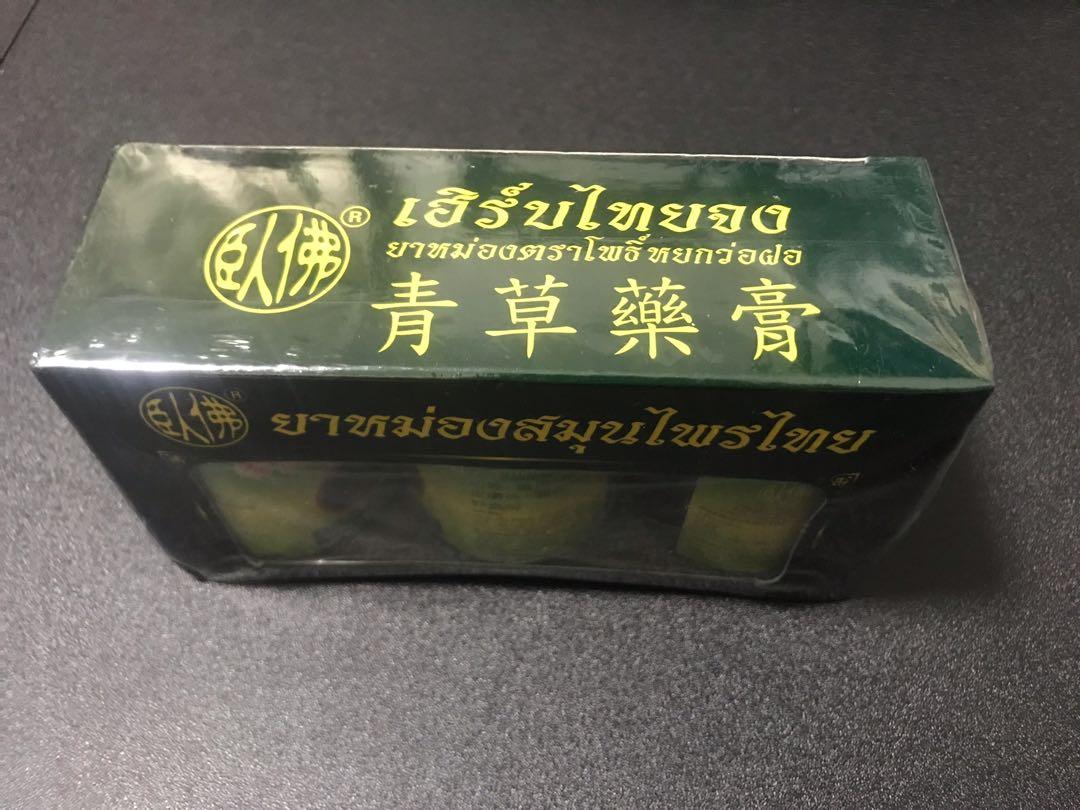 臥佛 ®
เฮิร์บไทยจง
ยาหม่องตราโพธิ์หยกว่อฝอ
青草藥膏
臥佛 ®
ยาหม่องสมุนไพรไทย